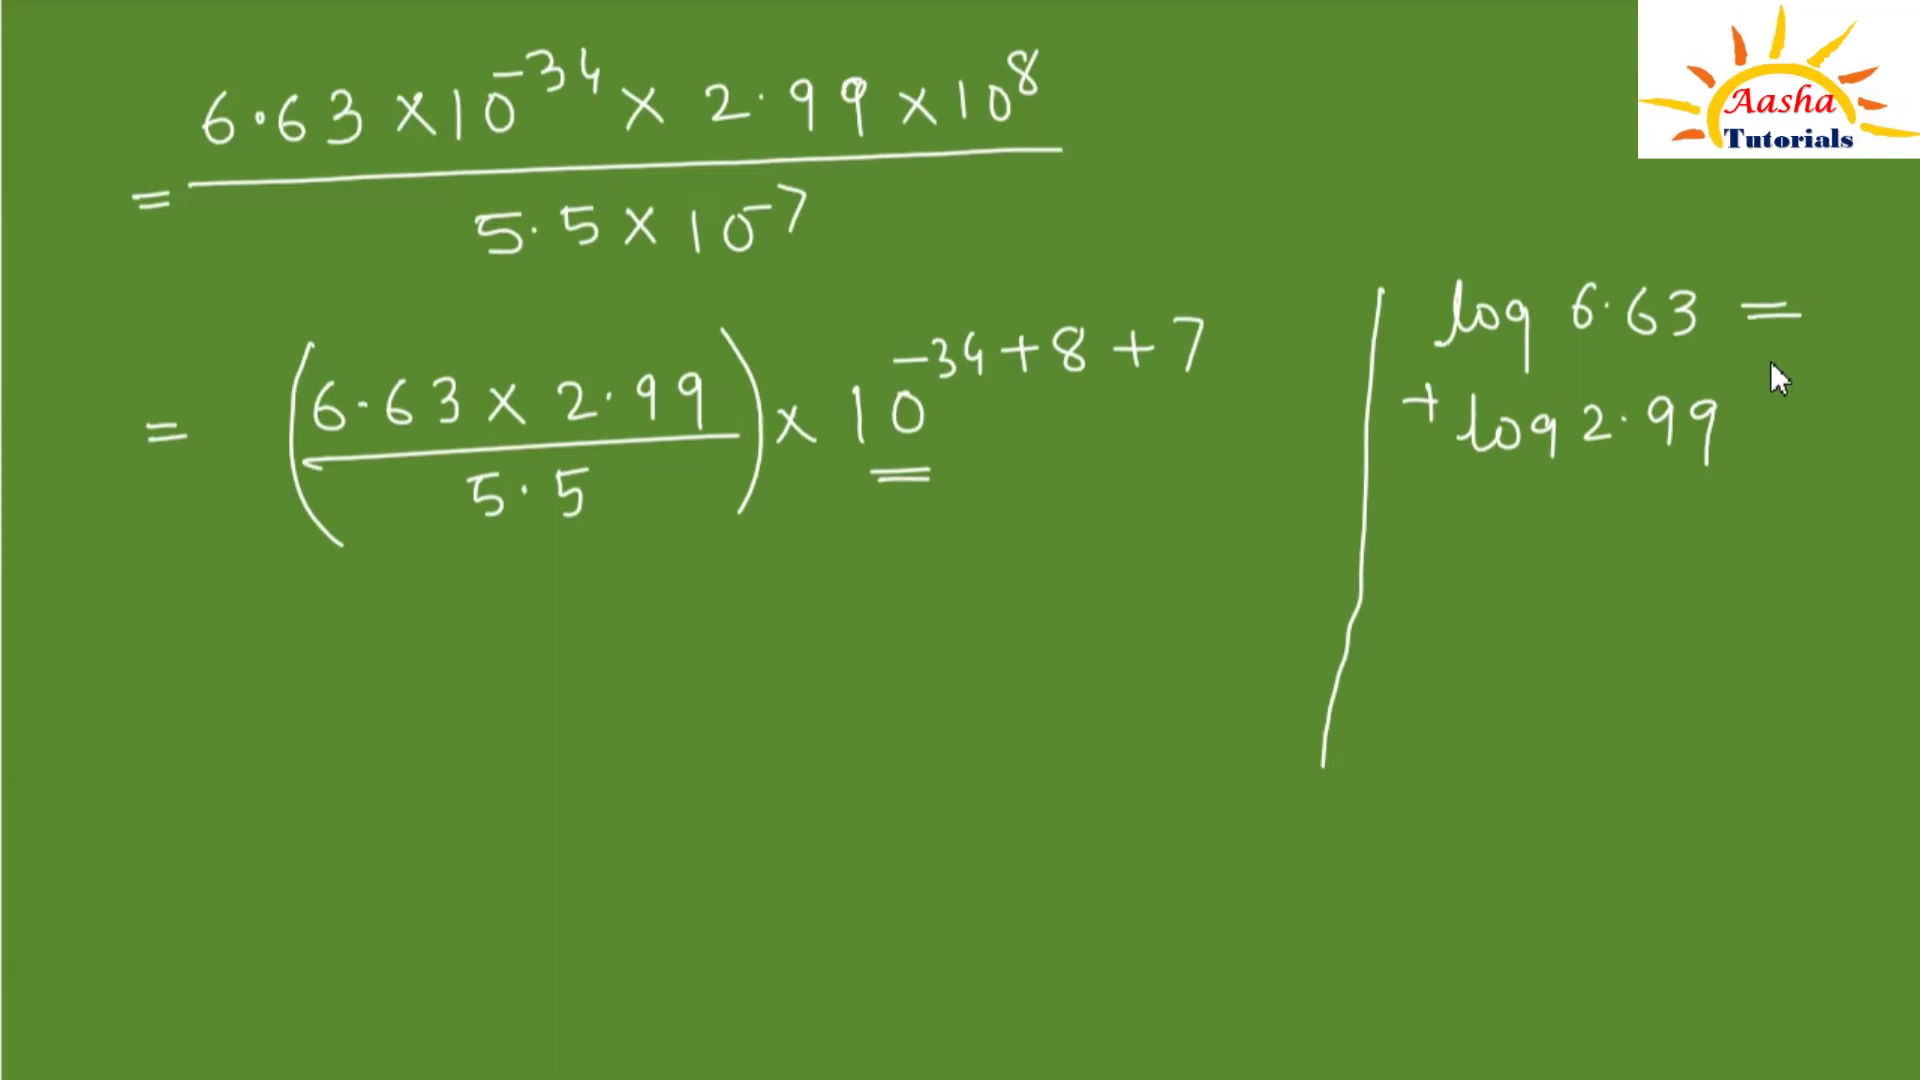 Aasha
Tutorials
6.63 × 10⁻³⁴ × 2.99 × 10⁸
=
5.5 × 10⁻⁷
= (6.63 × 2.99 / 5.5) × 10⁻³⁴⁺⁸⁺⁷
log 6.63 =
+ log 2.99